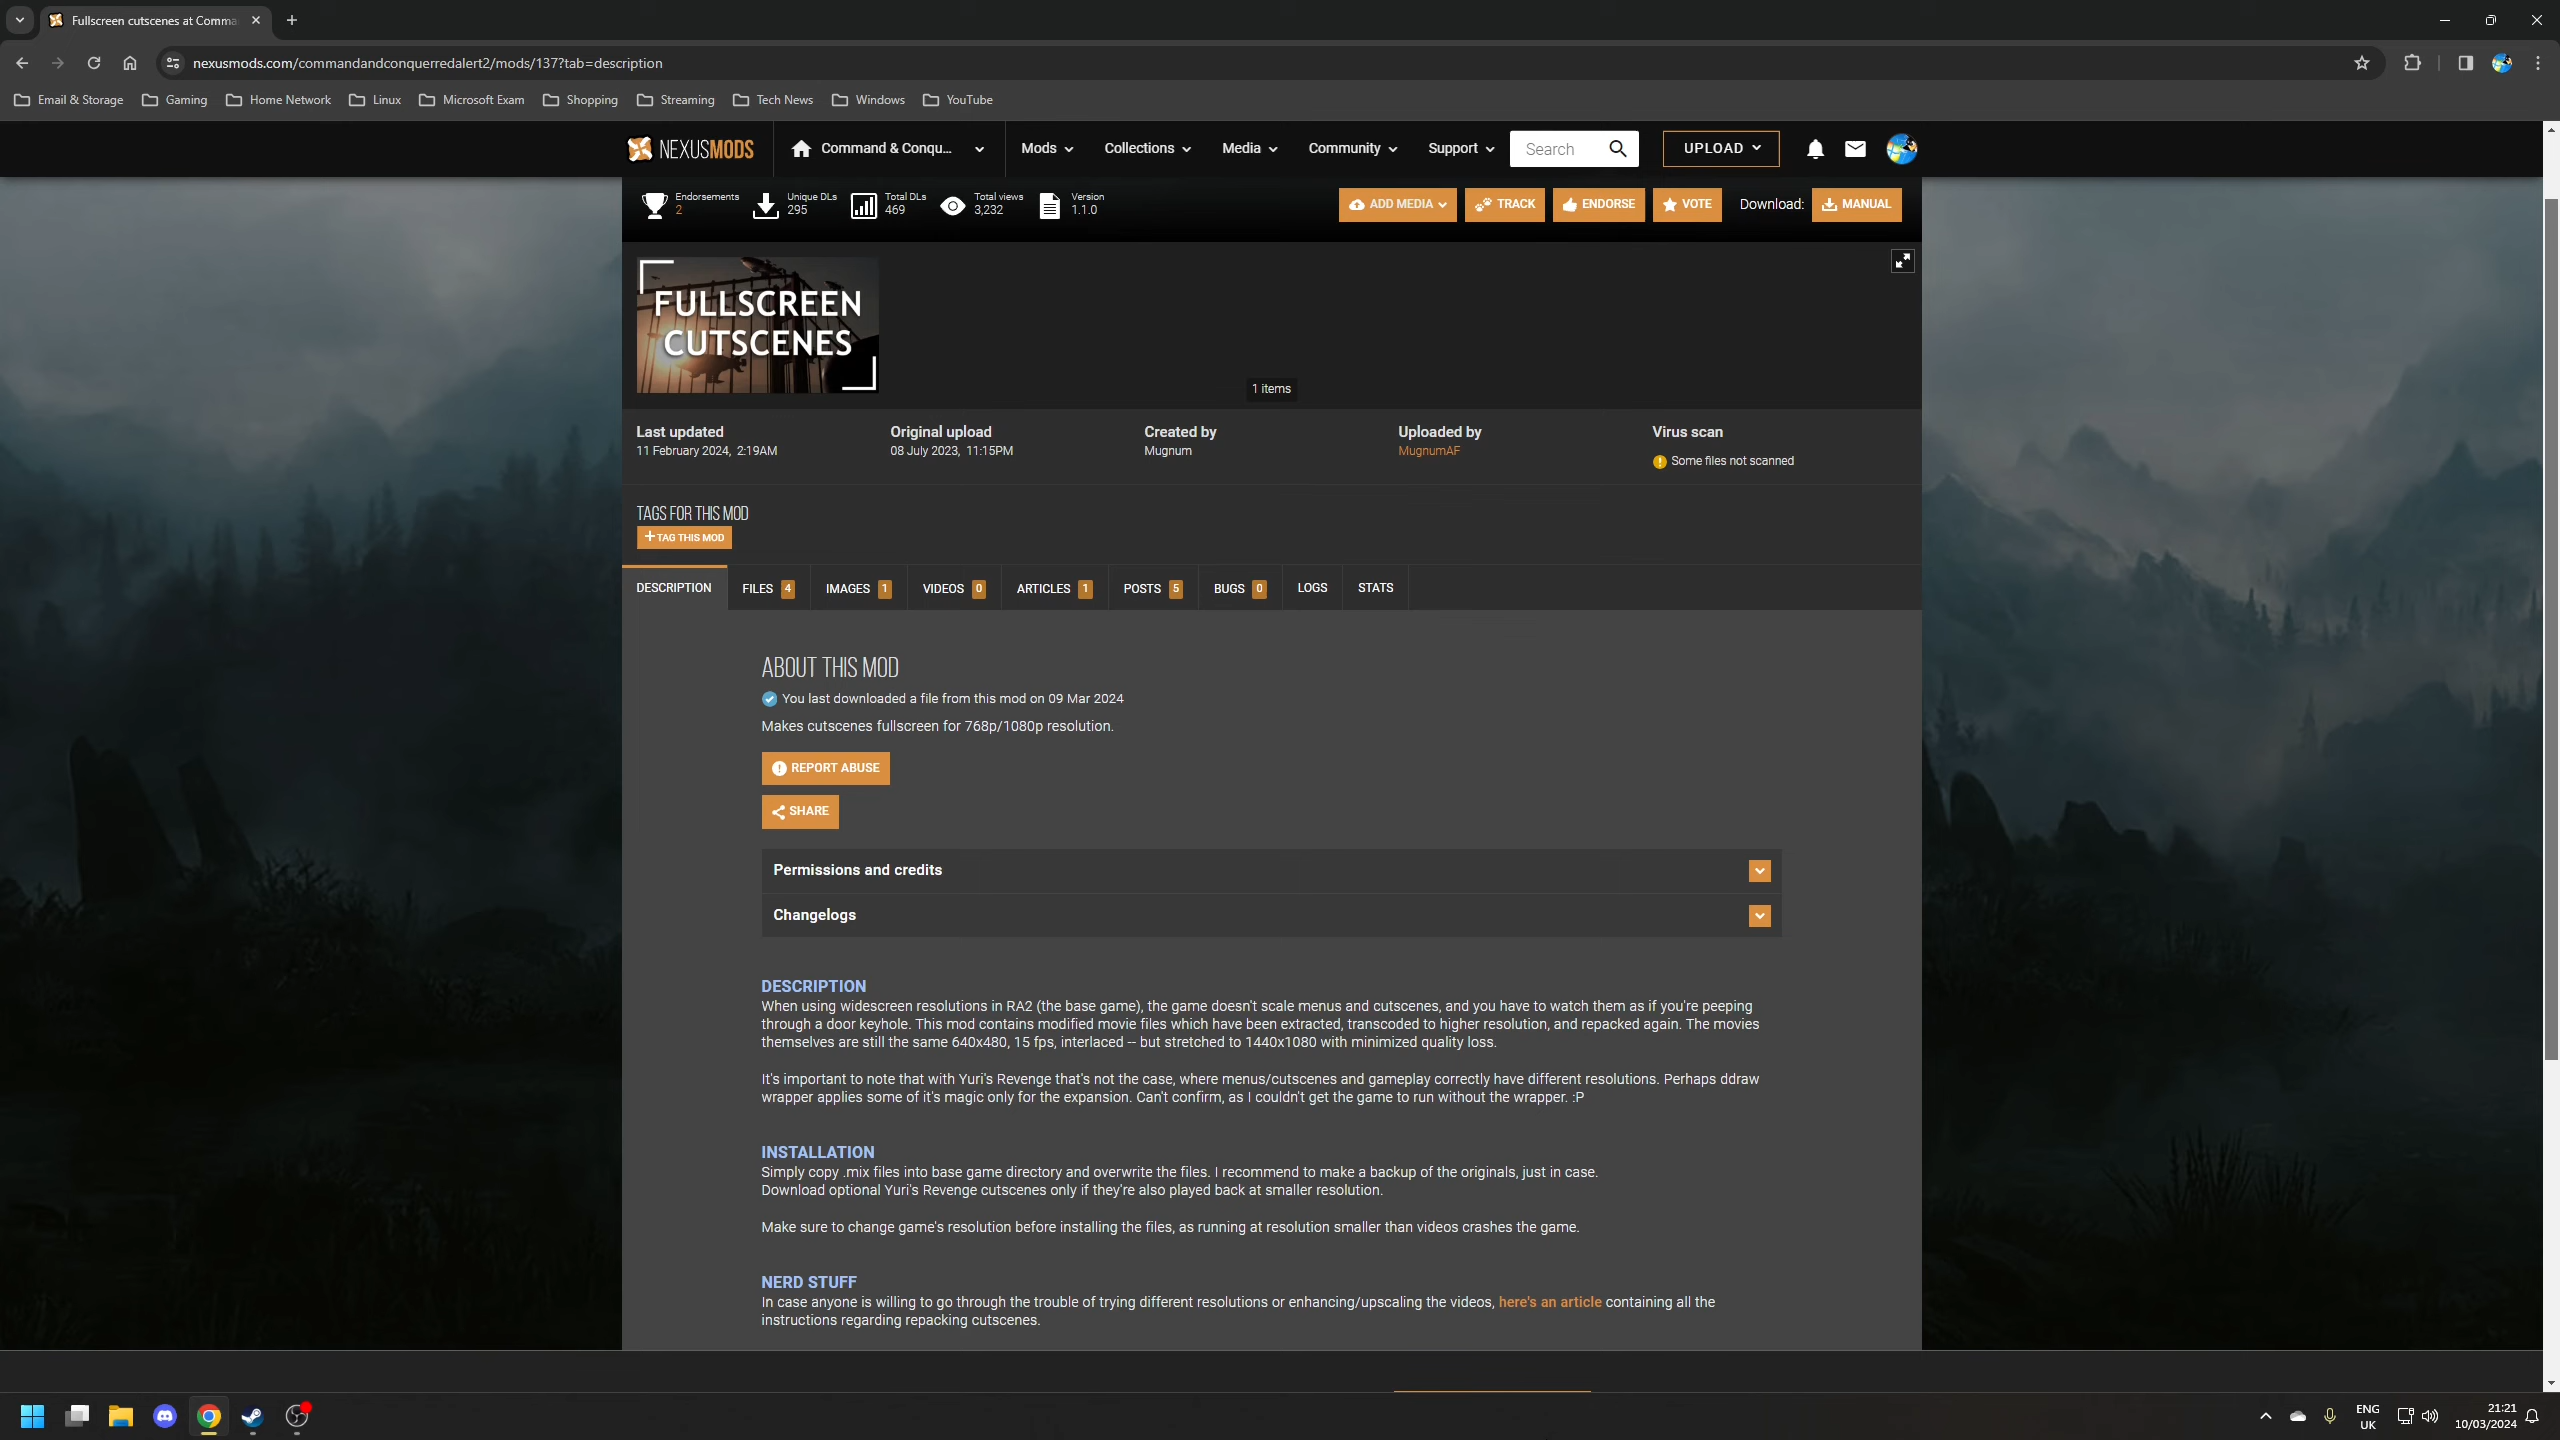 Fullscreen cutscenes at Comma
nexusmods.com/commandandconquerredalert2/mods/137?tab=description
Email & Storage Gaming Home Network Linux Microsoft Exam Shopping Streaming Tech News Windows YouTube
NEXUSMODS Command & Conqu... Mods Collections Media Community Support Search UPLOAD
Endorsements 2 Unique DLs 295 Total DLs 469 Total views 3,232 Version 1.1.0 ADD MEDIA TRACK ENDORSE VOTE Download: MANUAL
FULLSCREEN
CUTSCENES
1 items
Last updated Original upload Created by Uploaded by Virus scan
11 February 2024, 2:19AM 08 July 2023, 11:15PM Mugnum MugnumAF Some files not scanned
TAGS FOR THIS MOD
+ TAG THIS MOD
DESCRIPTION FILES 4 IMAGES 1 VIDEOS 0 ARTICLES 1 POSTS 5 BUGS 0 LOGS STATS
ABOUT THIS MOD
You last downloaded a file from this mod on 09 Mar 2024
Makes cutscenes fullscreen for 768p/1080p resolution.
REPORT ABUSE
SHARE
Permissions and credits
Changelogs
DESCRIPTION
When using widescreen resolutions in RA2 (the base game), the game doesn't scale menus and cutscenes, and you have to watch them as if you're peeping
through a door keyhole. This mod contains modified movie files which have been extracted, transcoded to higher resolution, and repacked again. The movies
themselves are still the same 640x480, 15 fps, interlaced -- but stretched to 1440x1080 with minimized quality loss.
It's important to note that with Yuri's Revenge that's not the case, where menus/cutscenes and gameplay correctly have different resolutions. Perhaps ddraw
wrapper applies some of it's magic only for the expansion. Can't confirm, as I couldn't get the game to run without the wrapper. :P
INSTALLATION
Simply copy .mix files into base game directory and overwrite the files. I recommend to make a backup of the originals, just in case.
Download optional Yuri's Revenge cutscenes only if they're also played back at smaller resolution.
Make sure to change game's resolution before installing the files, as running at resolution smaller than videos crashes the game.
NERD STUFF
In case anyone is willing to go through the trouble of trying different resolutions or enhancing/upscaling the videos, here's an article containing all the
instructions regarding repacking cutscenes.
ENG 21:21
UK 10/03/2024